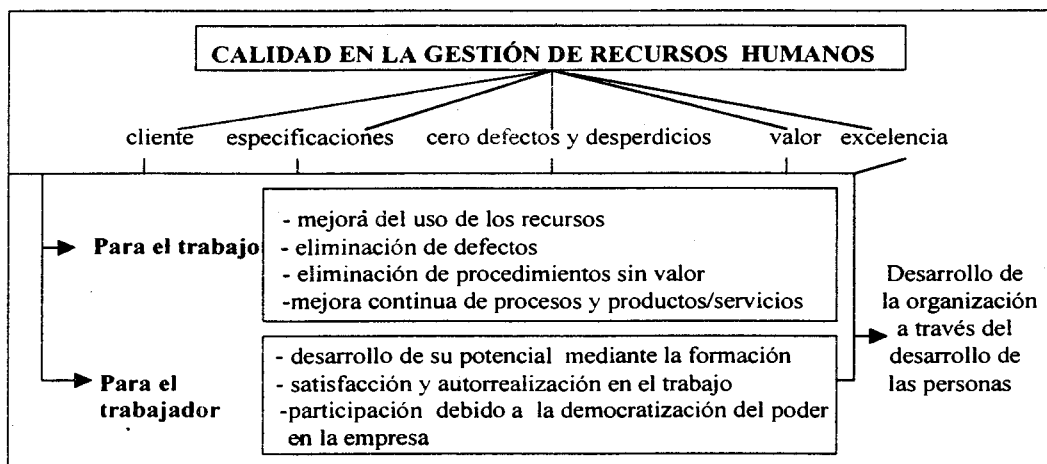 CALIDAD EN LA GESTIÓN DE RECURSOS HUMANOS
cliente especificaciones cero defectos y desperdicios valor excelencia
Para el trabajo
- mejorá del uso de los recursos
- eliminación de defectos
- eliminación de procedimientos sin valor
-mejora continua de procesos y productos/servicios
Para el
trabajador
- desarrollo de su potencial mediante la formación
- satisfacción y autorrealización en el trabajo
-participación debido a la democratización del poder
en la empresa
Desarrollo de
la organización
a través del
desarrollo de
las personas